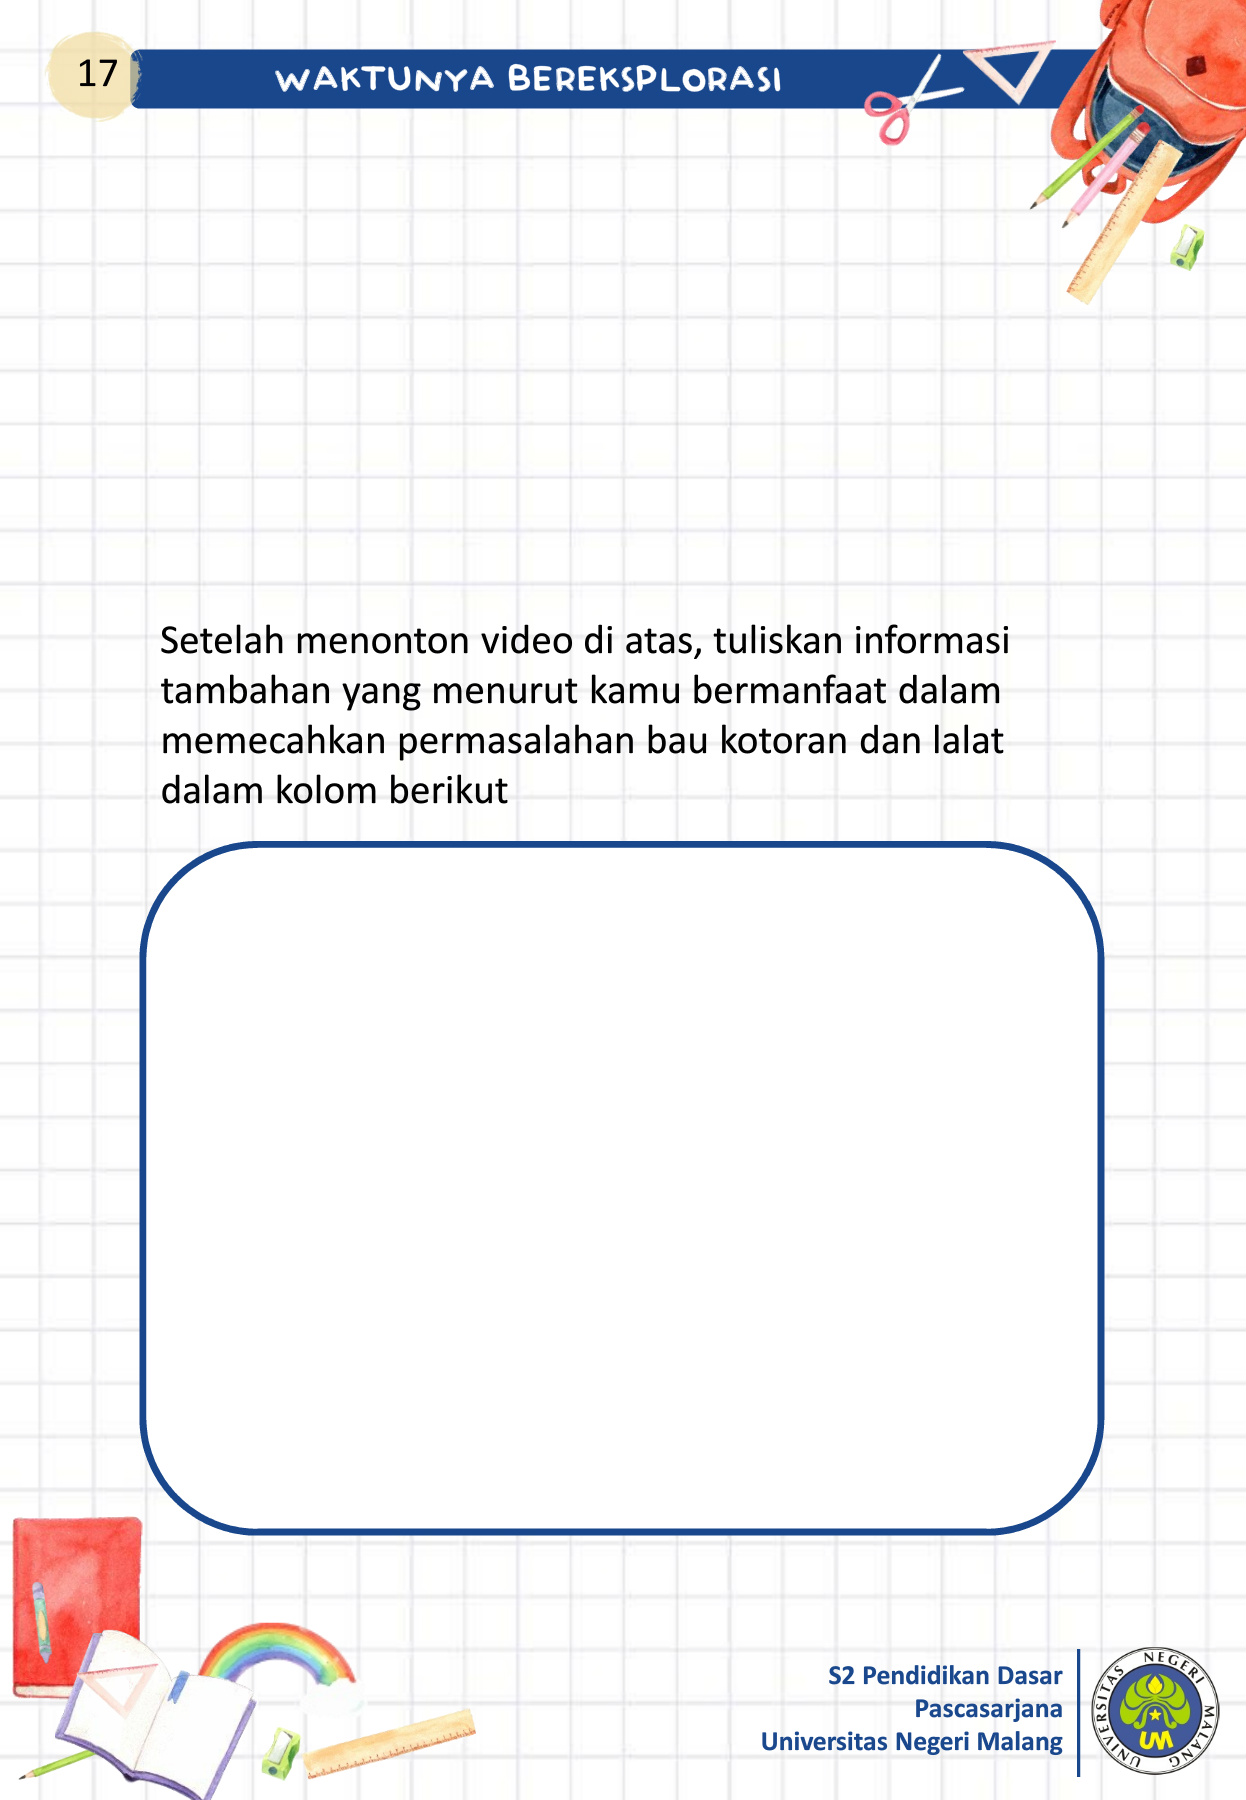 17
WAKTUNYA BEREKSPLORASI
Setelah menonton video di atas, tuliskan informasi
tambahan yang menurut kamu bermanfaat dalam
memecahkan permasalahan bau kotoran dan lalat
dalam kolom berikut
S2 Pendidikan Dasar
Pascasarjana
Universitas Negeri Malang
UNIVERSITAS NEGERI MALANG
UM